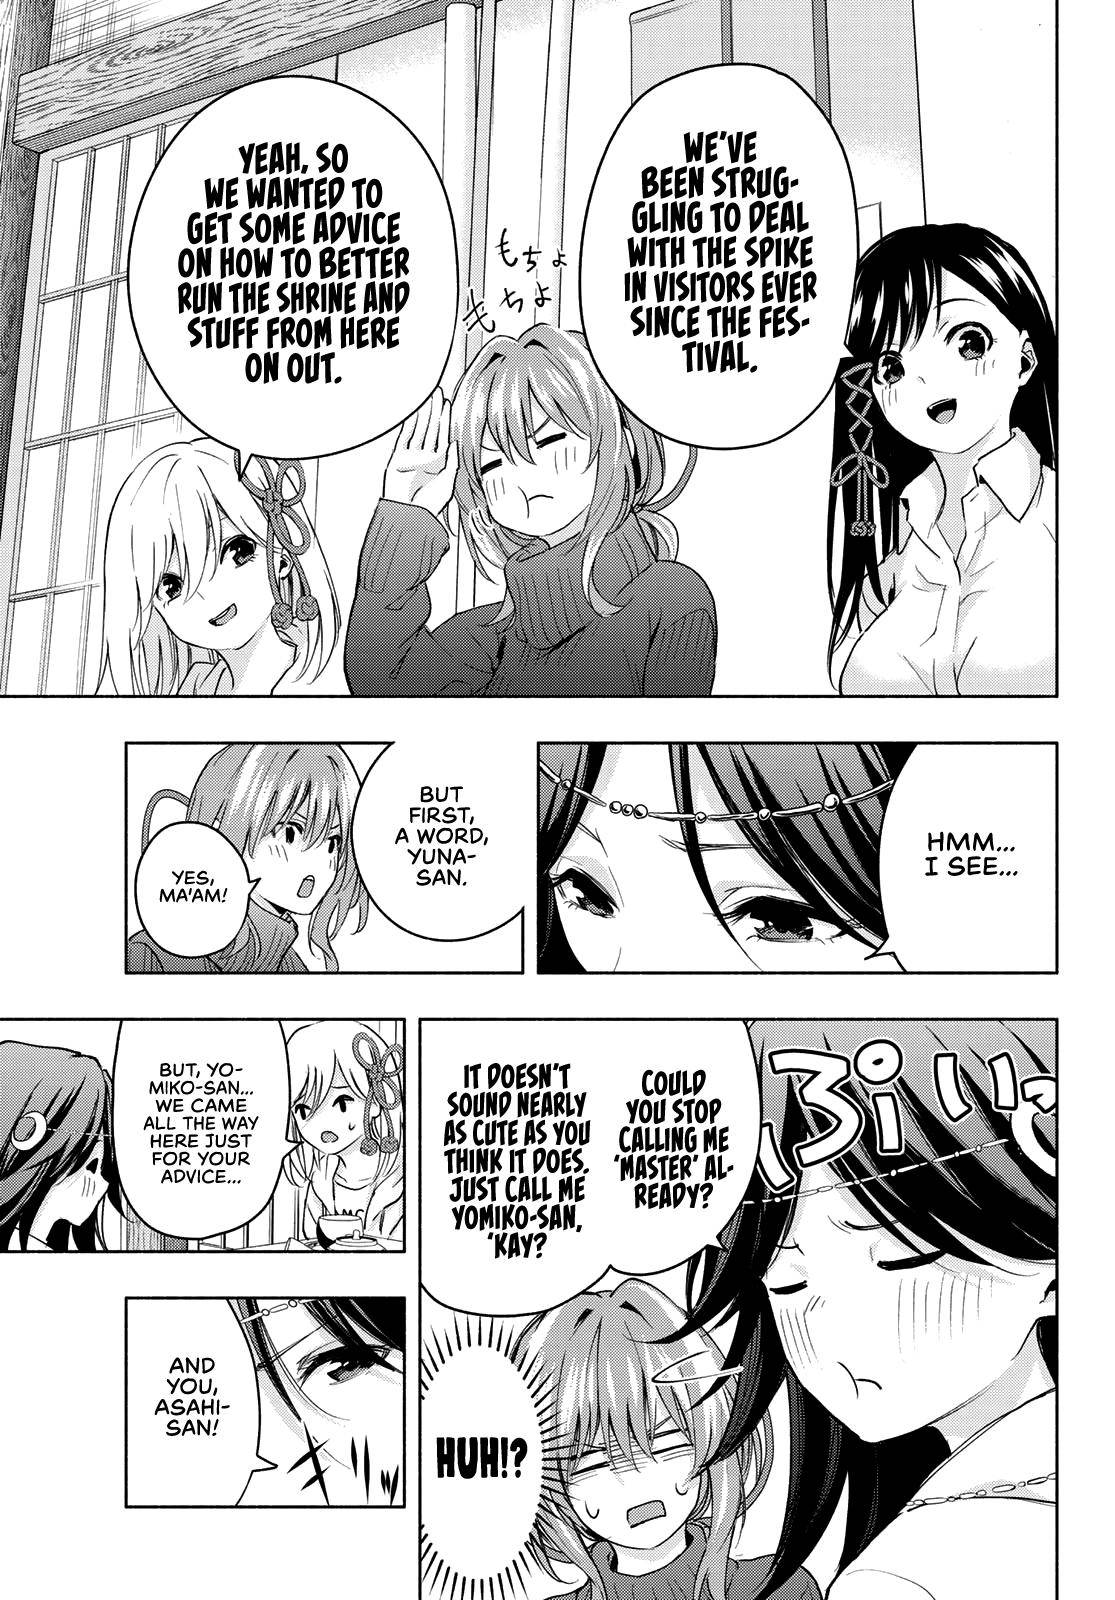 WE'VE
BEEN STRUG-
GLING TO DEAL
WITH THE SPIKE
IN VISITORS EVER
SINCE THE FES-
TIVAL.
YEAH, SO
WE WANTED TO
GET SOME ADVICE
ON HOW TO BETTER
RUN THE SHRINE AND
STUFF FROM HERE
ON OUT.
もちょ
もちょ
HMM...
I SEE...
BUT
FIRST,
A WORD,
YUNA-
SAN.
YES,
MA'AM!
ぷいっ
COULD
YOU STOP
CALLING ME
'MASTER' AL-
READY?
IT DOESN'T
SOUND NEARLY
AS CUTE AS YOU
THINK IT DOES.
JUST CALL ME
YOMIKO-SAN,
'KAY?
HUH!?
BUT, YO-
MIKO-SAN...
WE CAME
ALL THE WAY
HERE JUST
FOR YOUR
ADVICE...
AND
YOU,
ASAHI-
SAN!